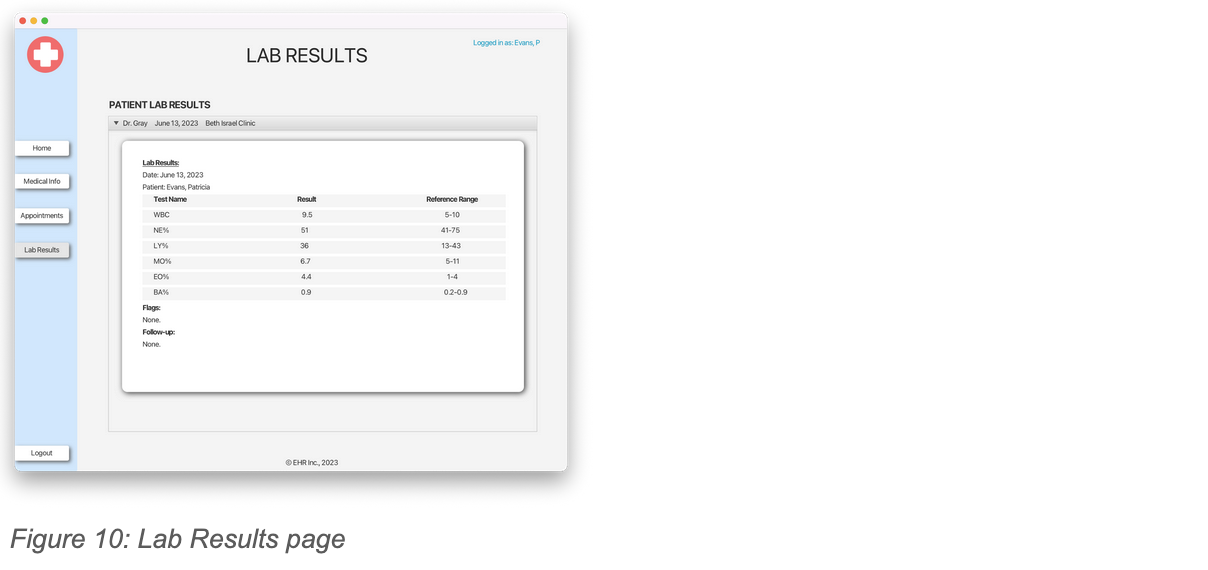 LAB RESULTS
Logged in as: Evans, P
PATIENT LAB RESULTS
Dr. Gray June 13, 2023 Beth Israel Clinic
Home
Medical Info
Appointments
Lab Results
Lab Results:
Date: June 13, 2023
Patient: Evans, Patricia
Test Name Result Reference Range
WBC 9.5 5-10
NE% 51 41-75
LY% 36 13-43
MO% 6.7 5-11
EO% 4.4 1-4
BA% 0.9 0.2-0.9
Flags:
None.
Follow-up:
None.
Logout
© EHR Inc., 2023
Figure 10: Lab Results page